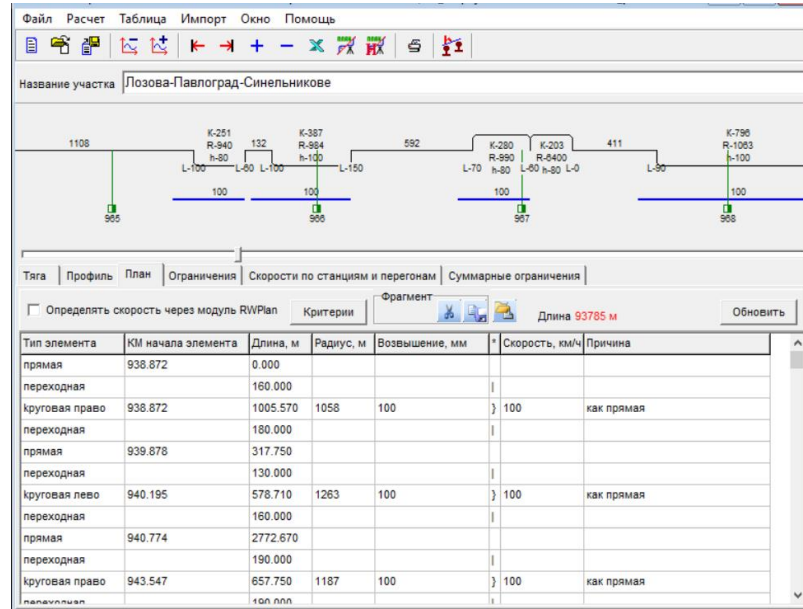 Файл Расчет Таблица Импорт Окно Помощь
Название участка Лозова-Павлоград-Синельникове
1108 K-251 R-940 h-80 132 K-387 R-984 h-100 592 K-280 R-990 h-80 K-203 R-6400 h-80 411 K-796 R-1063 h-100
L-100 L-60 L-100 L-150 L-70 L-60 L-0 L-90
100 100 100 100
965 966 967 968
Тяга Профиль План Ограничения Скорости по станциям и перегонам Суммарные ограничения
Определять скорость через модуль RWPlan Критерии Фрагмент Длина 93785 м Обновить
Тип элемента КМ начала элемента Длина, м Радиус, м Возвышение, мм * Скорость, км/ч Причина
прямая 938.872 0.000
переходная 160.000 |
круговая право 938.872 1005.570 1058 100 } 100 как прямая
переходная 180.000 |
прямая 939.878 317.750
переходная 130.000 |
круговая лево 940.195 578.710 1263 100 } 100 как прямая
переходная 160.000 |
прямая 940.774 2772.670
переходная 190.000 |
круговая право 943.547 657.750 1187 100 } 100 как прямая
переходная 190.000 |